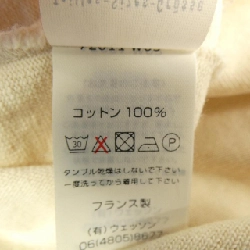 コットン 100%
30
P
タンブル乾燥はしないで下さい
一度洗ってから着用して下さい
フランス製
(有) ウェッソン